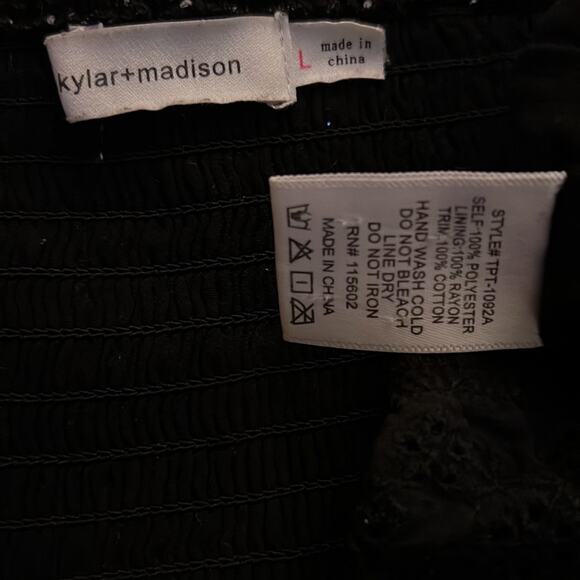 kylar+madison
L
made in
china
STYLE# TPT-1092A
SELF:100% POLYESTER
LINING:100% RAYON
TRIM:100% COTTON
HAND WASH COLD
DO NOT BLEACH
LINE DRY
DO NOT IRON
RN# 115602
MADE IN CHINA